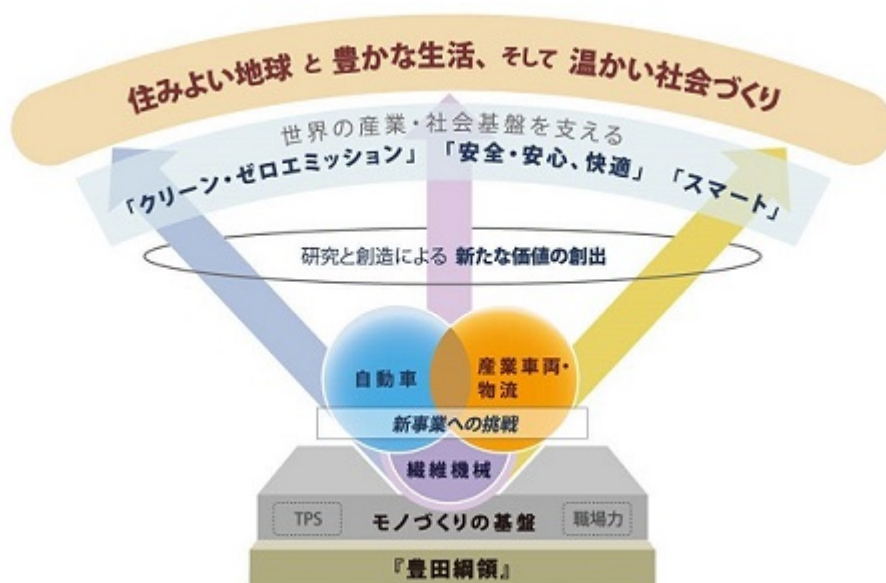 住みよい地球 と 豊かな生活、そして 温かい社会づくり
世界の産業・社会基盤を支える
「クリーン・ゼロエミッション」 「安全・安心、快適」 「スマート」
研究と創造による 新たな価値の創出
自動車
産業車両・
物流
新事業への挑戦
繊維機械
TPS
モノづくりの基盤
職場力
『豊田綱領』